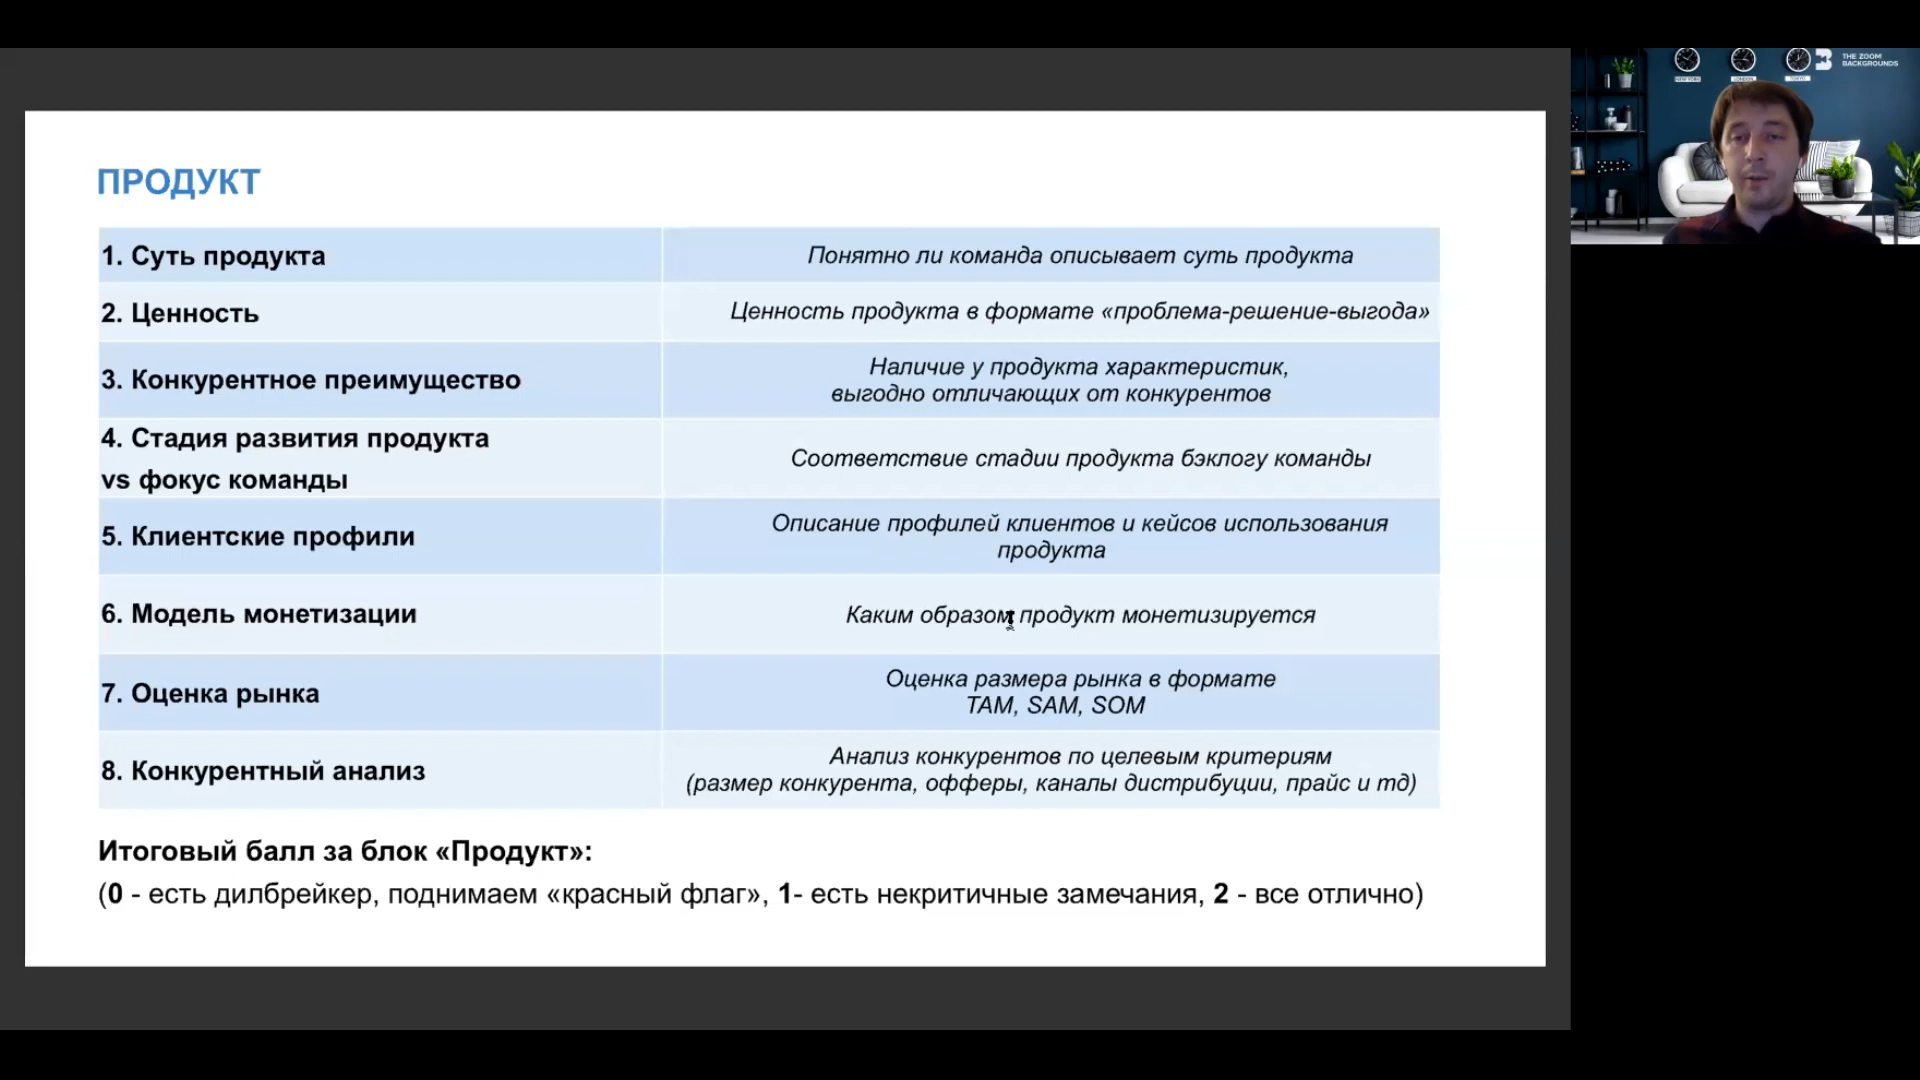 THE ZOOM
BACKGROUNDS
ПРОДУКТ
1. Суть продукта
Понятно ли команда описывает суть продукта
2. Ценность
Ценность продукта в формате «проблема-решение-выгода»
3. Конкурентное преимущество
Наличие у продукта характеристик,
выгодно отличающих от конкурентов
4. Стадия развития продукта
vs фокус команды
Соответствие стадии продукта бэклогу команды
5. Клиентские профили
Описание профилей клиентов и кейсов использования
продукта
6. Модель монетизации
Каким образом продукт монетизируется
7. Оценка рынка
Оценка размера рынка в формате
TAM, SAM, SOM
8. Конкурентный анализ
Анализ конкурентов по целевым критериям
(размер конкурента, офферы, каналы дистрибуции, прайс и тд)
Итоговый балл за блок «Продукт»:
(0 - есть дилбрейкер, поднимаем «красный флаг», 1- есть некритичные замечания, 2 - все отлично)